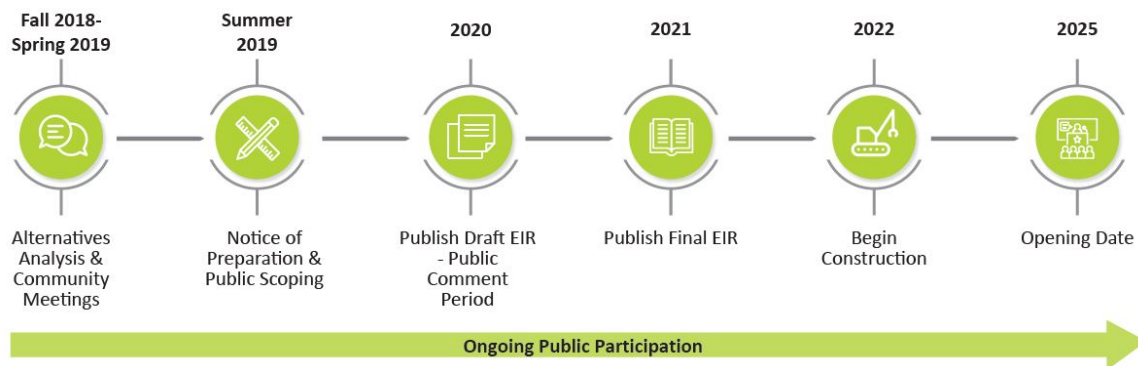 Fall 2018-
Spring 2019
Summer
2019
2020
2021
2022
2025
Alternatives
Analysis &
Community
Meetings
Notice of
Preparation &
Public Scoping
Publish Draft EIR
- Public
Comment
Period
Publish Final EIR
Begin
Construction
Opening Date
Ongoing Public Participation